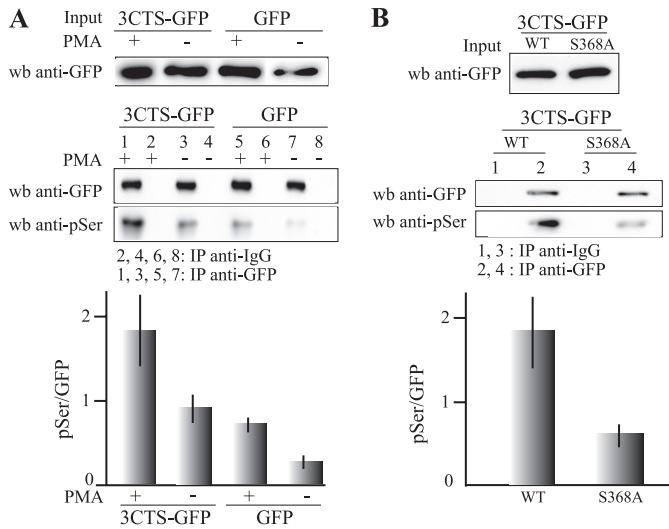 A
Input 3CTS-GFP GFP
PMA + - + -
wb anti-GFP
3CTS-GFP GFP
1 2 3 4 5 6 7 8
PMA + + - - + + - -
wb anti-GFP
wb anti-pSer
2, 4, 6, 8: IP anti-IgG
1, 3, 5, 7: IP anti-GFP
pSer/GFP
2
1
0
PMA + - + -
3CTS-GFP GFP
B
3CTS-GFP
Input WT S368A
wb anti-GFP
3CTS-GFP
WT S368A
1 2 3 4
wb anti-GFP
wb anti-pSer
1, 3 : IP anti-IgG
2, 4 : IP anti-GFP
pSer/GFP
2
1
0
WT S368A